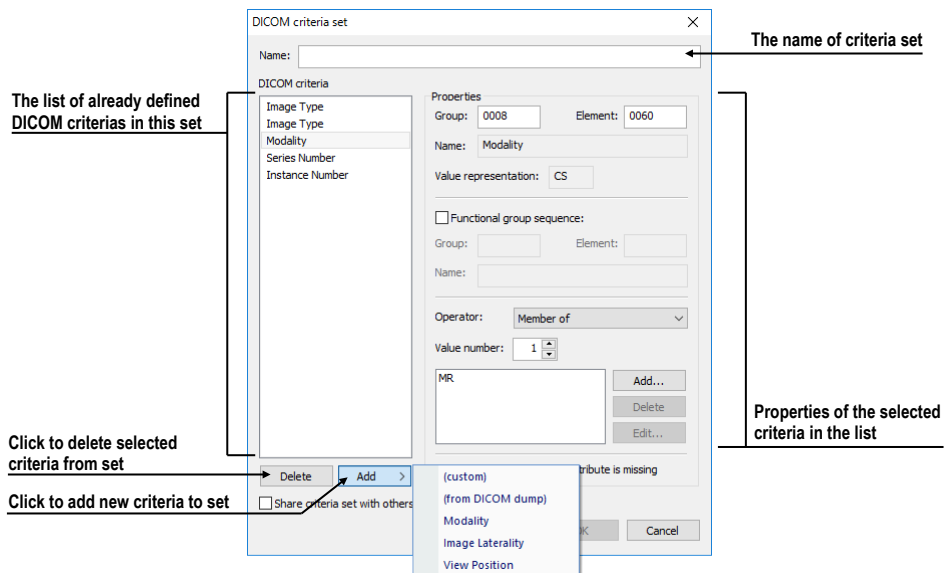 DICOM criteria set
Name:
The name of criteria set
DICOM criteria
The list of already defined
DICOM criterias in this set
Image Type
Image Type
Modality
Series Number
Instance Number
Properties
Group: 0008 Element: 0060
Name: Modality
Value representation: CS
Functional group sequence:
Group: Element:
Name:
Operator: Member of
Value number: 1
MR
Add...
Delete
Edit...
Properties of the selected
criteria in the list
Click to delete selected
criteria from set
Click to add new criteria to set
Delete Add >
Share criteria set with others
(custom)
(from DICOM dump)
Modality
Image Laterality
View Position
tribute is missing
K Cancel